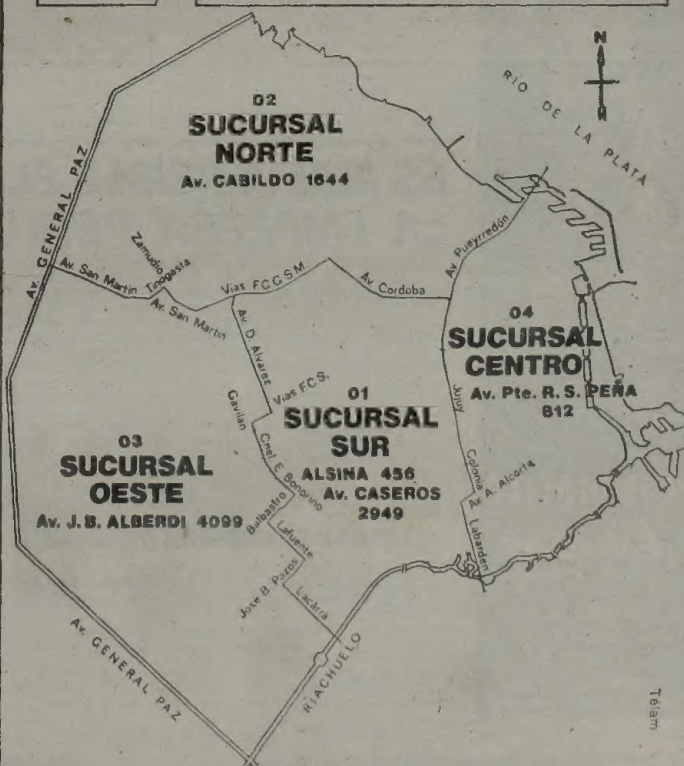 N
RIO DE LA PLATA
02
SUCURSAL
NORTE
Av. CABILDO 1644
Av. GENERAL PAZ
Av. San Martin
Zamudio
Tinogasta
Av. San Martin
Vias F.C.G.S.M.
Av. Cordoba
Av. Pueyrredón
04
SUCURSAL
CENTRO
Av. Pte. R. S. PEÑA
812
Av. D. Alvarez
Vias F.C.S.
Gavilan
Cnel. E. Bonorino
01
SUCURSAL
SUR
ALSINA 456
Av. CASEROS
2949
Jujuy
Colonia
Av. A. Alcorta
Labarden
03
SUCURSAL
OESTE
Av. J. B. ALBERDI 4099
Balbastro
Lafuente
Jose B. Pazos
Lacarra
RIACHUELO
Av. GENERAL PAZ
Télam